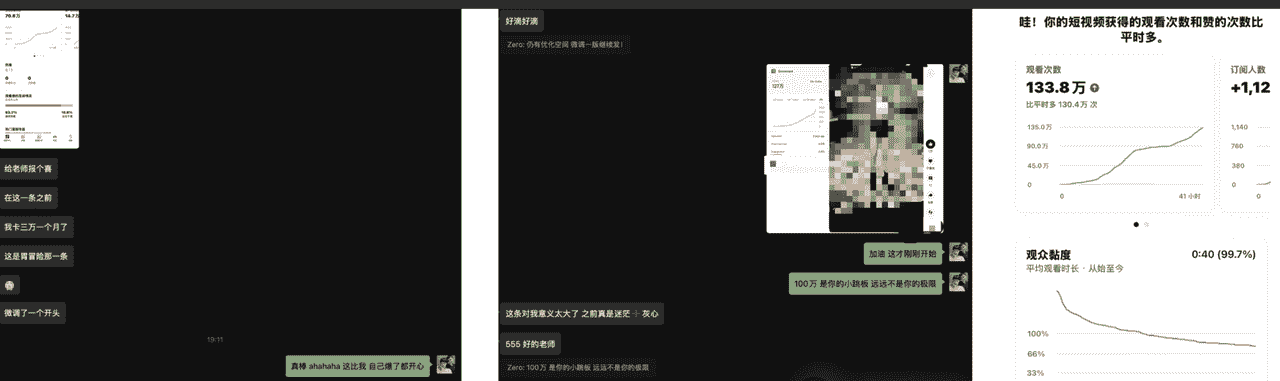 70.8万
14.2万
给老师报个喜
在这一条之前
我卡三万一个月了
这是胃冒险那一条
微调了一个开头
19:11
真棒 ahahaha 这比我 自己爆了都开心
好滴好滴
Zero: 仍有优化空间 微调一版继续发!
127万
加油 这才刚刚开始
100万 是你的小跳板 远远不是你的极限
这条对我意义太大了 之前真是迷茫 + 灰心
555 好的老师
Zero: 100万 是你的小跳板 远远不是你的极限
哇!你的短视频获得的观看次数和赞的次数比
平时多。
观看次数
133.8 万
比平时多 130.4万 次
135.0万
90.0万
45.0万
0
0
41 小时
订阅人数
+1,12
1,140
760
380
0
0
观众黏度
0:40 (99.7%)
平均观看时长 · 从始至今
100%
66%
33%